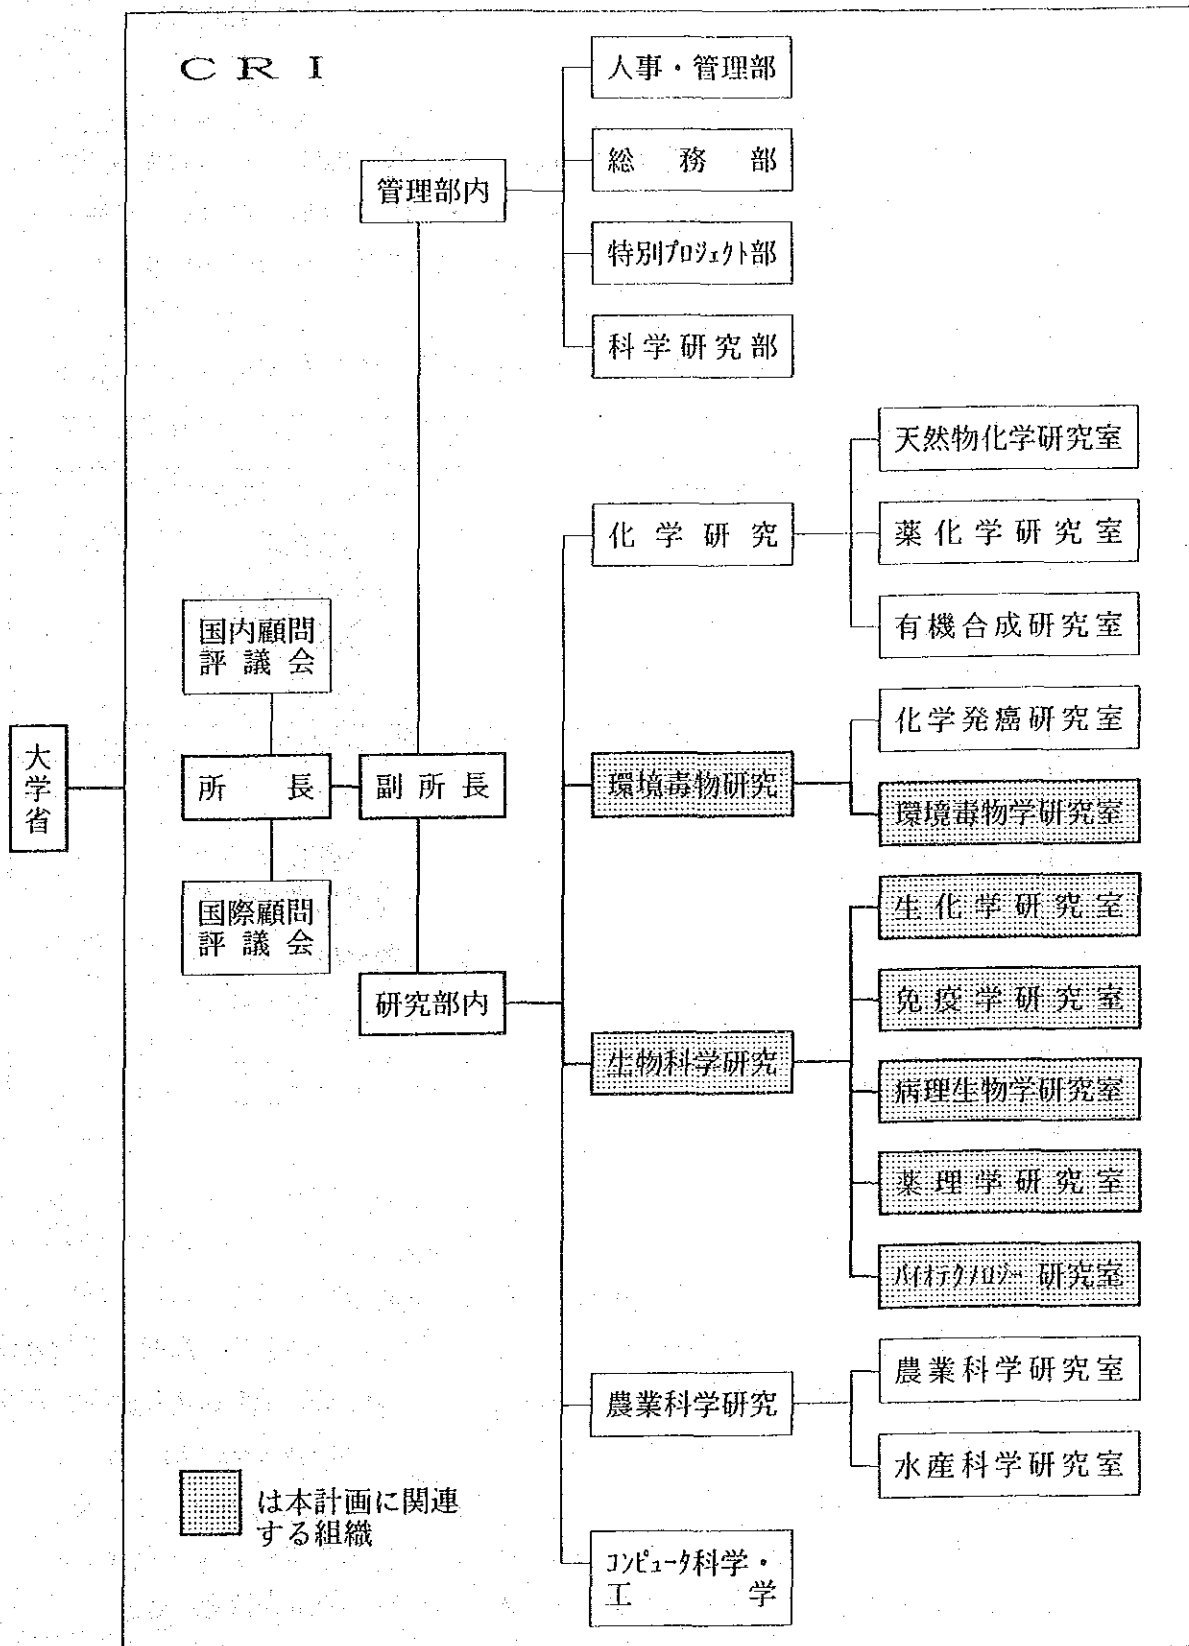 CRI
人事・管理部
総務部
管理部内
特別プロジェクト部
科学研究部
天然物化学研究室
化学研究
薬化学研究室
有機合成研究室
国内顧問
評議会
化学発癌研究室
大学省
所長
副所長
環境毒物研究
環境毒物学研究室
生化学研究室
国際顧問
評議会
免疫学研究室
研究部内
生物科学研究
病理生物学研究室
薬理学研究室
バイオテクノロジー研究室
農業科学研究室
農業科学研究
水産科学研究室
は本計画に関連
する組織
コンピュータ科学・
工学